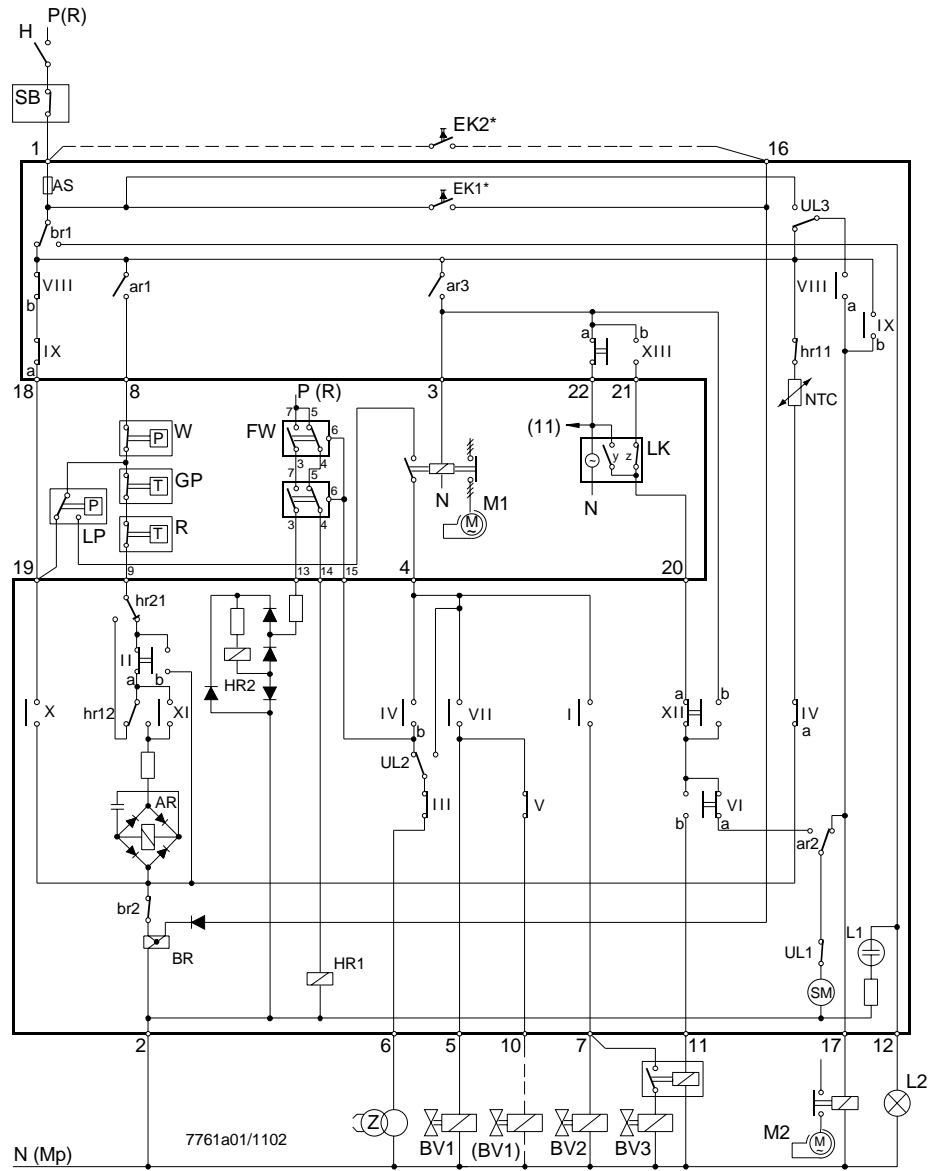 P(R)
H
SB
EK2*
1
16
AS
EK1*
UL3
br1
VIII
b
ar1
ar3
VIII
a
IX
b
IX
a
a
b
XIII
hr11
NTC
18
8
P (R)
3
22
21
7
5
W
P
FW
6
3
4
(11)
y
z
LK
GP
T
7
5
6
N
M1
M
~
~
N
P
LP
R
T
3
4
19
9
13
14
15
4
20
hr21
II
a
b
HR2
X
hr12
XI
IV
b
VII
I
a
b
XII
IV
a
UL2
III
V
VI
b
a
AR
ar2
br2
BR
HR1
UL1
L1
SM
2
6
5
10
7
11
17
12
L2
Z
BV1
(BV1)
BV2
BV3
M2
M
~
7761a01/1102
N (Mp)